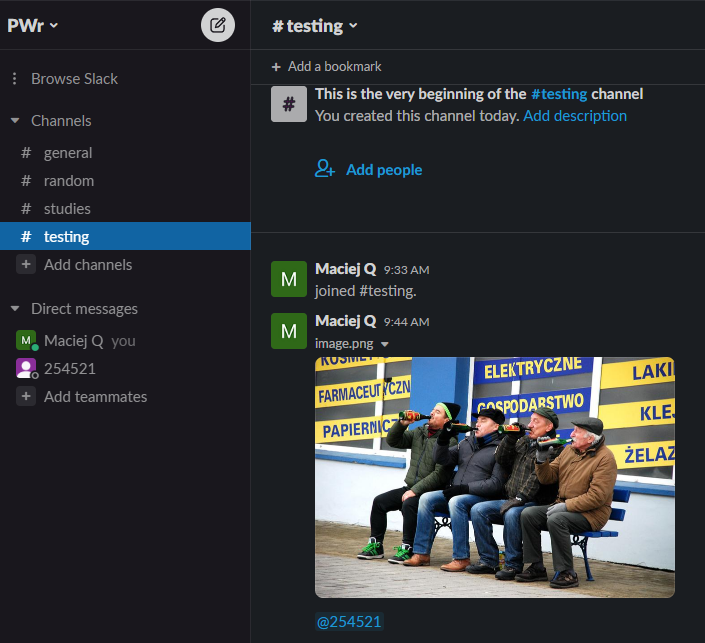 PWr
Browse Slack
Channels
# general
# random
# studies
# testing
+ Add channels
Direct messages
M Maciej Q you
254521
+ Add teammates
# testing
+ Add a bookmark
# This is the very beginning of the #testing channel
You created this channel today. Add description
Add people
M Maciej Q 9:33 AM
joined #testing.
M Maciej Q 9:44 AM
image.png
FARMACEUTYCZN
PAPIERNIC
ELEKTRYCZNE
GOSPODARSTWO
LAKI
KLEJ
ŻELAZ
@254521